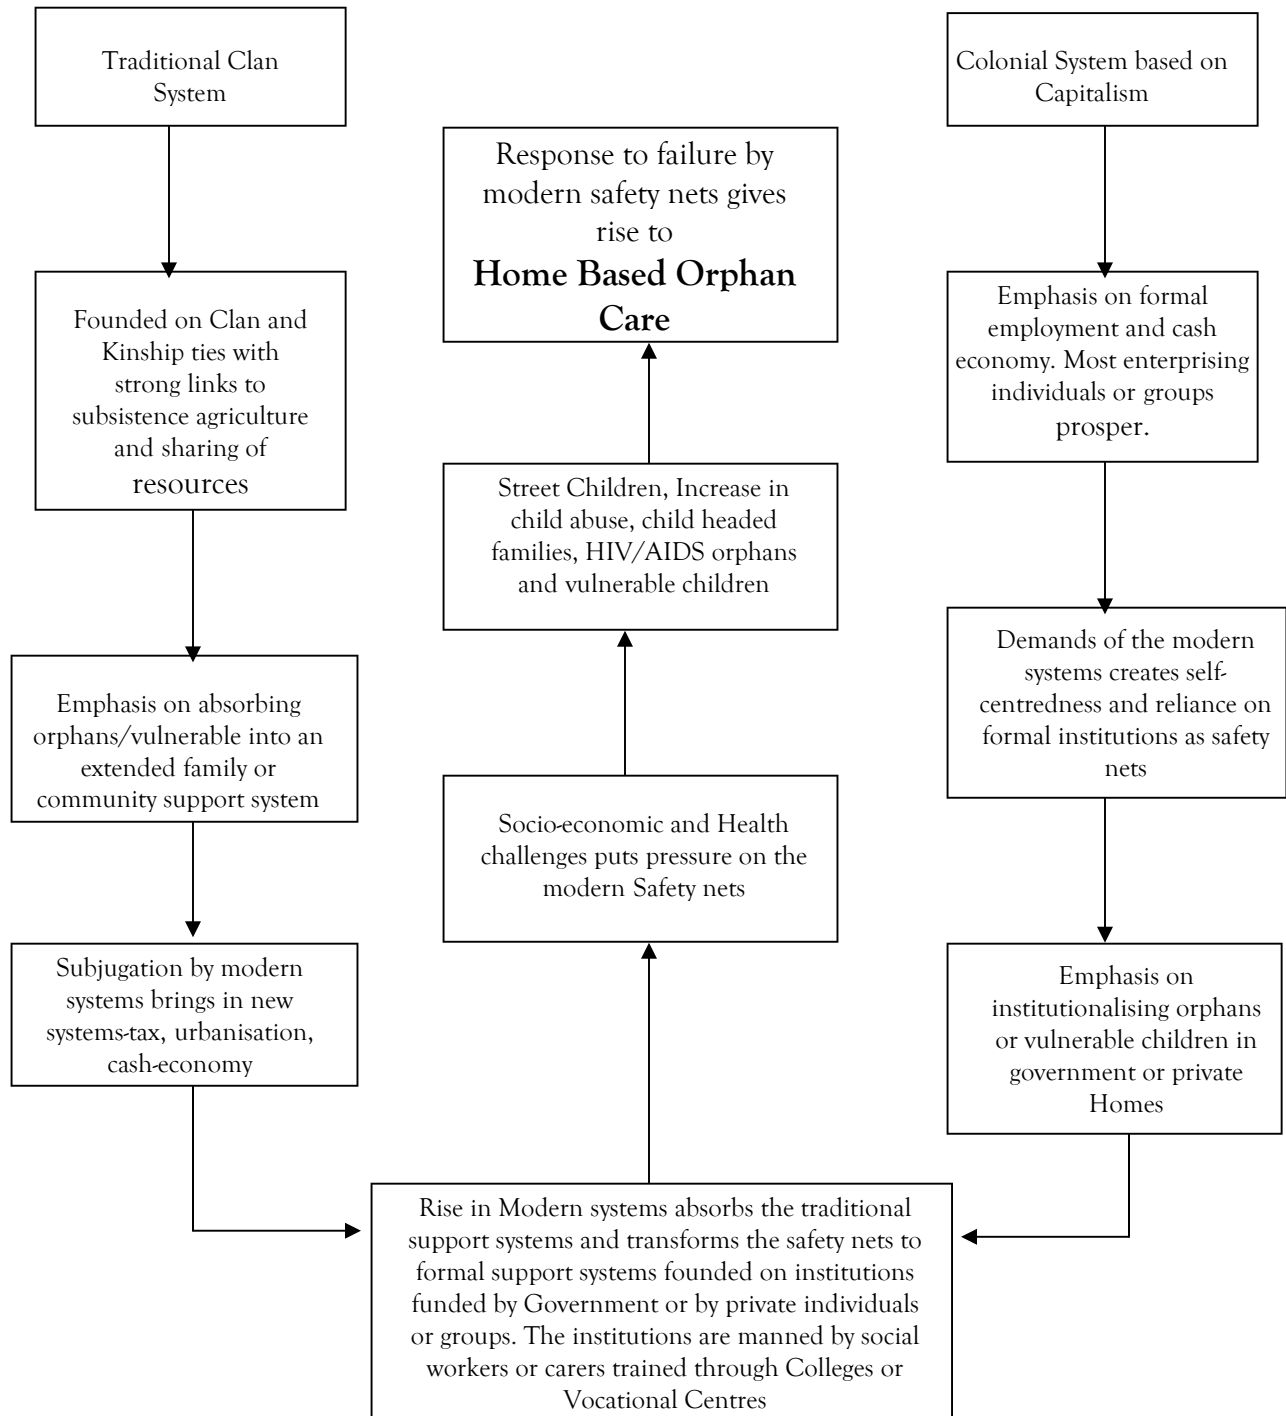 Traditional Clan
System
Founded on Clan and
Kinship ties with
strong links to
subsistence agriculture
and sharing of
resources
Emphasis on absorbing
orphans/vulnerable into an
extended family or
community support system
Subjugation by modern
systems brings in new
systems-tax, urbanisation,
cash-economy
Colonial System based on
Capitalism
Emphasis on formal
employment and cash
economy. Most enterprising
individuals or groups
prosper.
Demands of the modern
systems creates self-
centredness and reliance on
formal institutions as safety
nets
Emphasis on
institutionalising orphans
or vulnerable children in
government or private
Homes
Rise in Modern systems absorbs the traditional
support systems and transforms the safety nets to
formal support systems founded on institutions
funded by Government or by private individuals
or groups. The institutions are manned by social
workers or carers trained through Colleges or
Vocational Centres
Socio-economic and Health
challenges puts pressure on the
modern Safety nets
Street Children, Increase in
child abuse, child headed
families, HIV/AIDS orphans
and vulnerable children
Response to failure by
modern safety nets gives
rise to
Home Based Orphan
Care